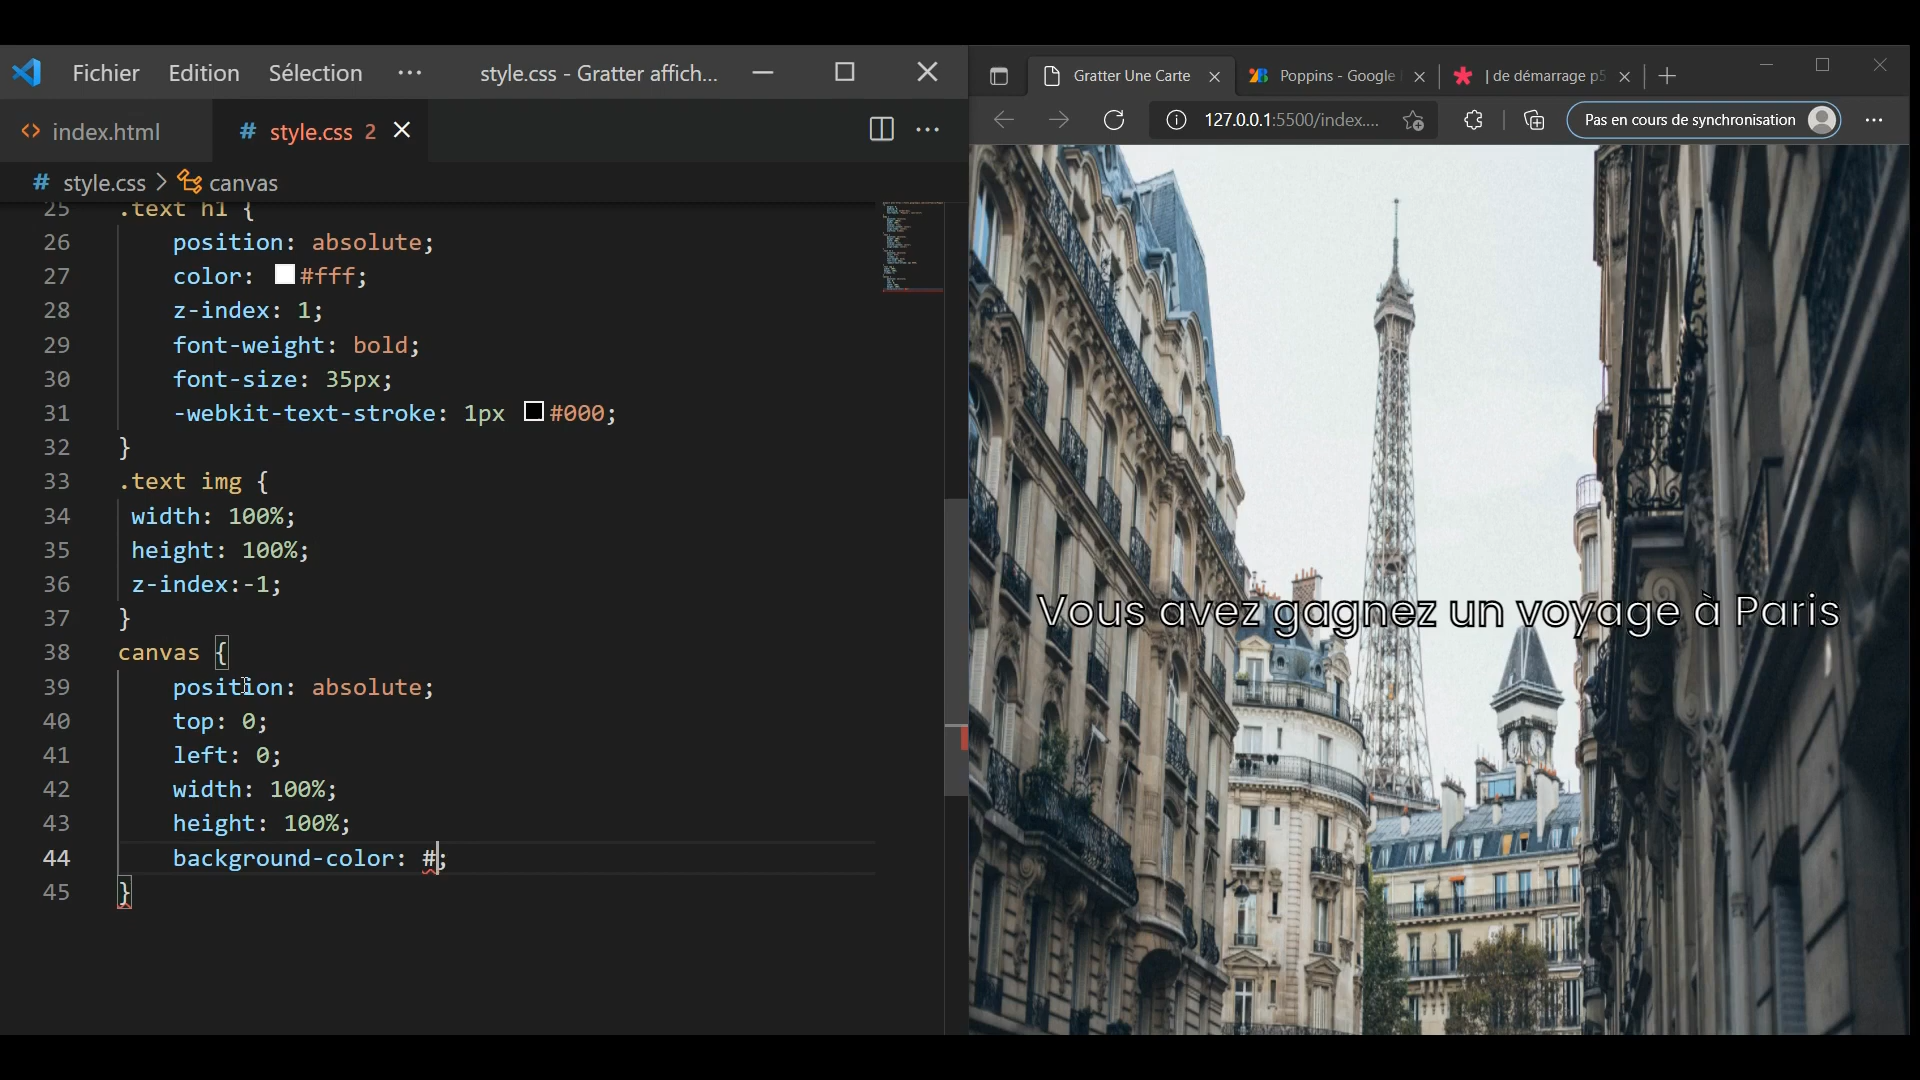 Fichier Edition Sélection ··· style.css - Gratter affich...
index.html # style.css 2
# style.css > canvas
25 .text h1 {
26 position: absolute;
27 color: #fff;
28 z-index: 1;
29 font-weight: bold;
30 font-size: 35px;
31 -webkit-text-stroke: 1px #000;
32 }
33 .text img {
34 width: 100%;
35 height: 100%;
36 z-index:-1;
37 }
38 canvas {
39 position: absolute;
40 top: 0;
41 left: 0;
42 width: 100%;
43 height: 100%;
44 background-color: #;
45 }
Gratter Une Carte Poppins - Google | de démarrage p5
127.0.0.1:5500/index.... Pas en cours de synchronisation
Vous avez gagnez un voyage à Paris